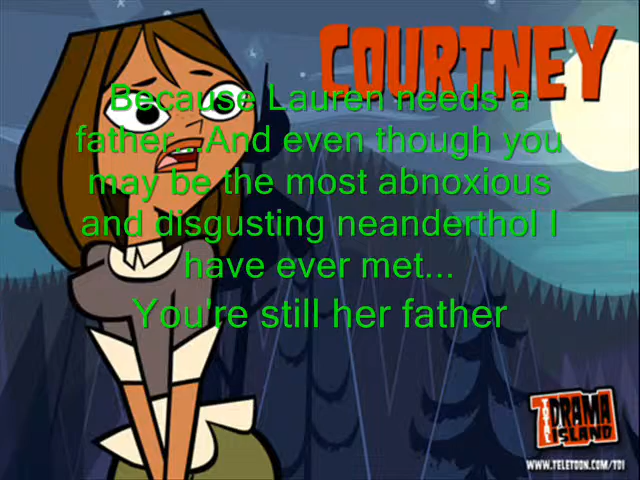 COURTNEY
Because Lauren needs a
father...And even though you
may be the most abnoxious
and disgusting neanderthol I
have ever met...
You're still her father
TOTAL
DRAMA
ISLAND
WWW.TELETOON.COM/TDI